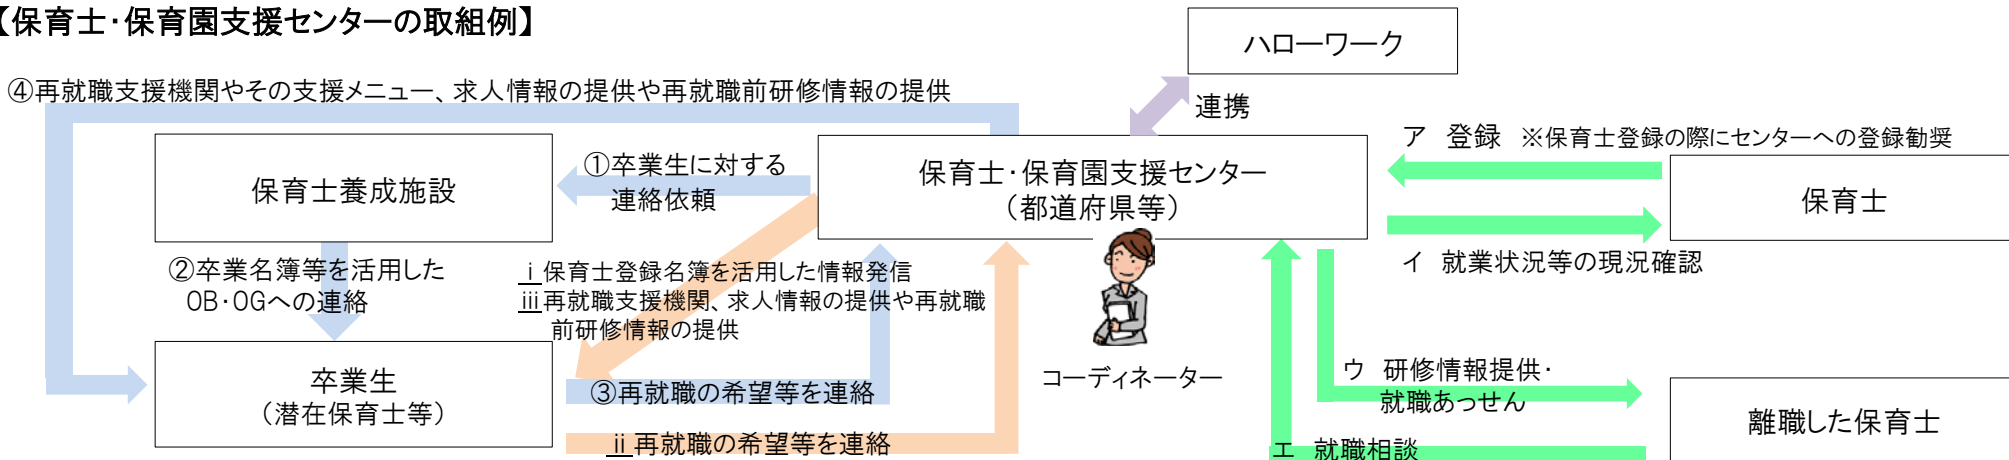 【保育士・保育園支援センターの取組例】
ハローワーク
④再就職支援機関やその支援メニュー、求人情報の提供や再就職前研修情報の提供
連携
ア 登録 ※保育士登録の際にセンターへの登録勧奨
保育士養成施設
①卒業生に対する
連絡依頼
保育士・保育園支援センター
（都道府県等）
保育士
イ 就業状況等の現況確認
②卒業名簿等を活用した
OB・OGへの連絡
ⅰ保育士登録名簿を活用した情報発信
ⅲ再就職支援機関、求人情報の提供や再就職
前研修情報の提供
コーディネーター
卒業生
（潜在保育士等）
③再就職の希望等を連絡
ⅱ再就職の希望等を連絡
ウ 研修情報提供・
就職あっせん
離職した保育士
エ 就職相談